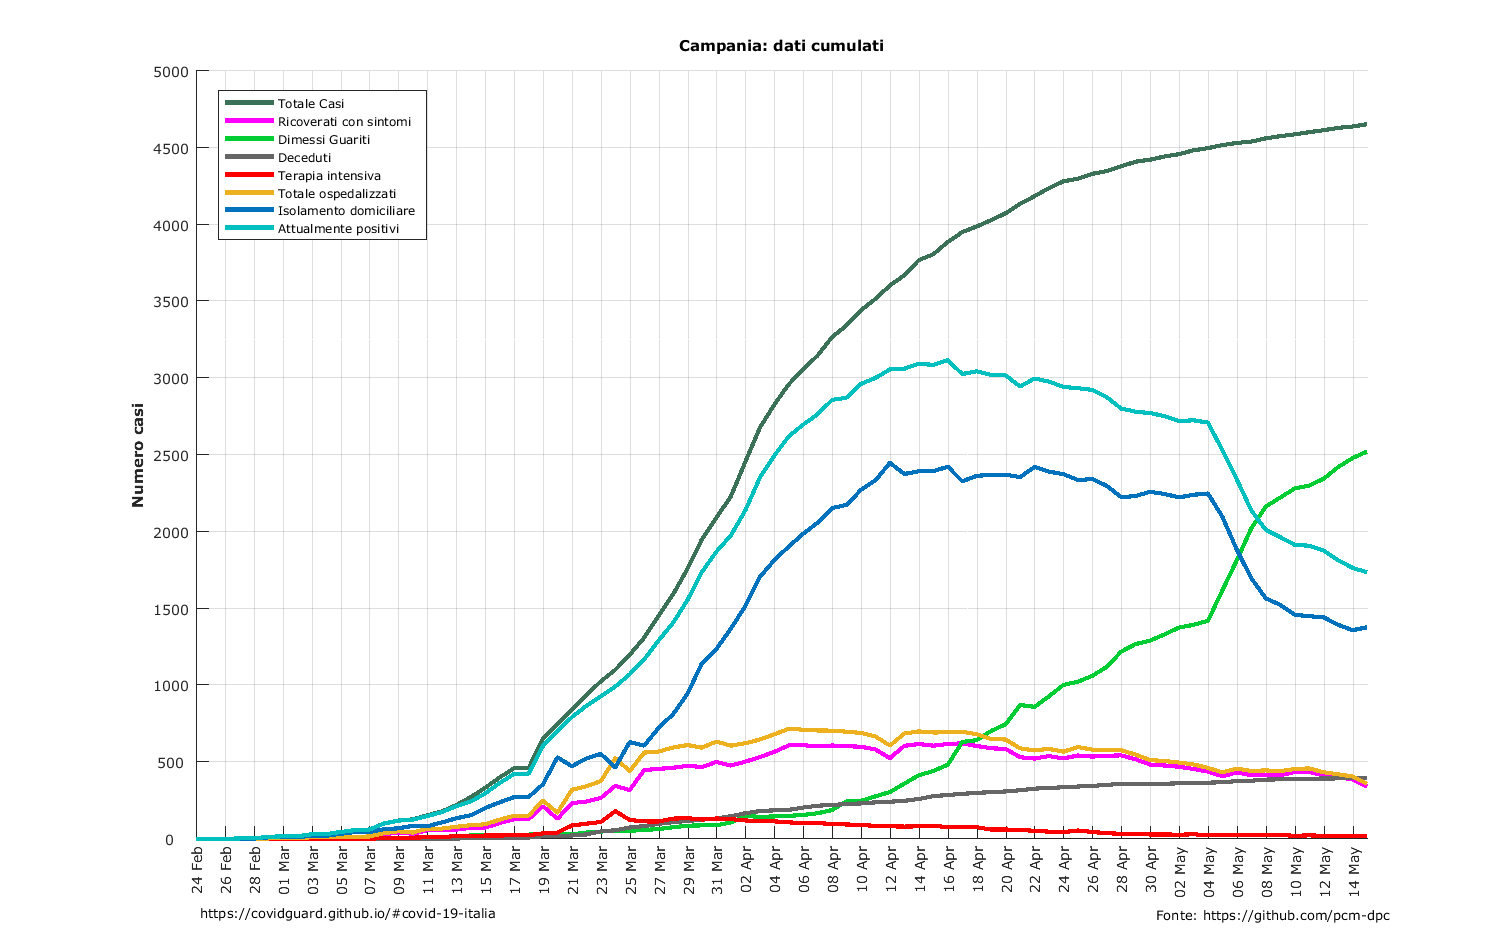 Campania: dati cumulati
Numero casi
5000
4500
4000
3500
3000
2500
2000
1500
1000
500
0
Totale Casi
Ricoverati con sintomi
Dimessi Guariti
Deceduti
Terapia intensiva
Totale ospedalizzati
Isolamento domiciliare
Attualmente positivi
24 Feb
26 Feb
28 Feb
01 Mar
03 Mar
05 Mar
07 Mar
09 Mar
11 Mar
13 Mar
15 Mar
17 Mar
19 Mar
21 Mar
23 Mar
25 Mar
27 Mar
29 Mar
31 Mar
02 Apr
04 Apr
06 Apr
08 Apr
10 Apr
12 Apr
14 Apr
16 Apr
18 Apr
20 Apr
22 Apr
24 Apr
26 Apr
28 Apr
30 Apr
02 May
04 May
06 May
08 May
10 May
12 May
14 May
https://covidguard.github.io/#covid-19-italia
Fonte: https://github.com/pcm-dpc